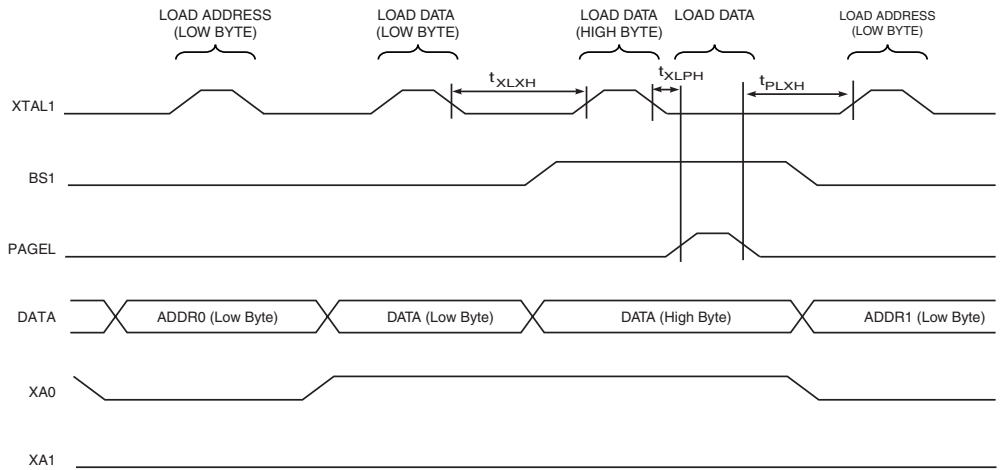 LOAD ADDRESS
(LOW BYTE)
LOAD DATA
(LOW BYTE)
LOAD DATA
(HIGH BYTE)
LOAD DATA
LOAD ADDRESS
(LOW BYTE)
tXLXH
tXLPH
tPLXH
XTAL1
BS1
PAGEL
DATA
ADDR0 (Low Byte)
DATA (Low Byte)
DATA (High Byte)
ADDR1 (Low Byte)
XA0
XA1